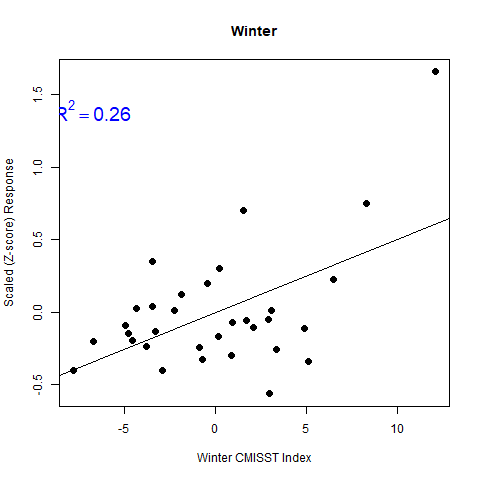 Winter
R² = 0.26
Scaled (Z-score) Response
1.5
1.0
0.5
0.0
-0.5
-5 0 5 10
Winter CMISST Index